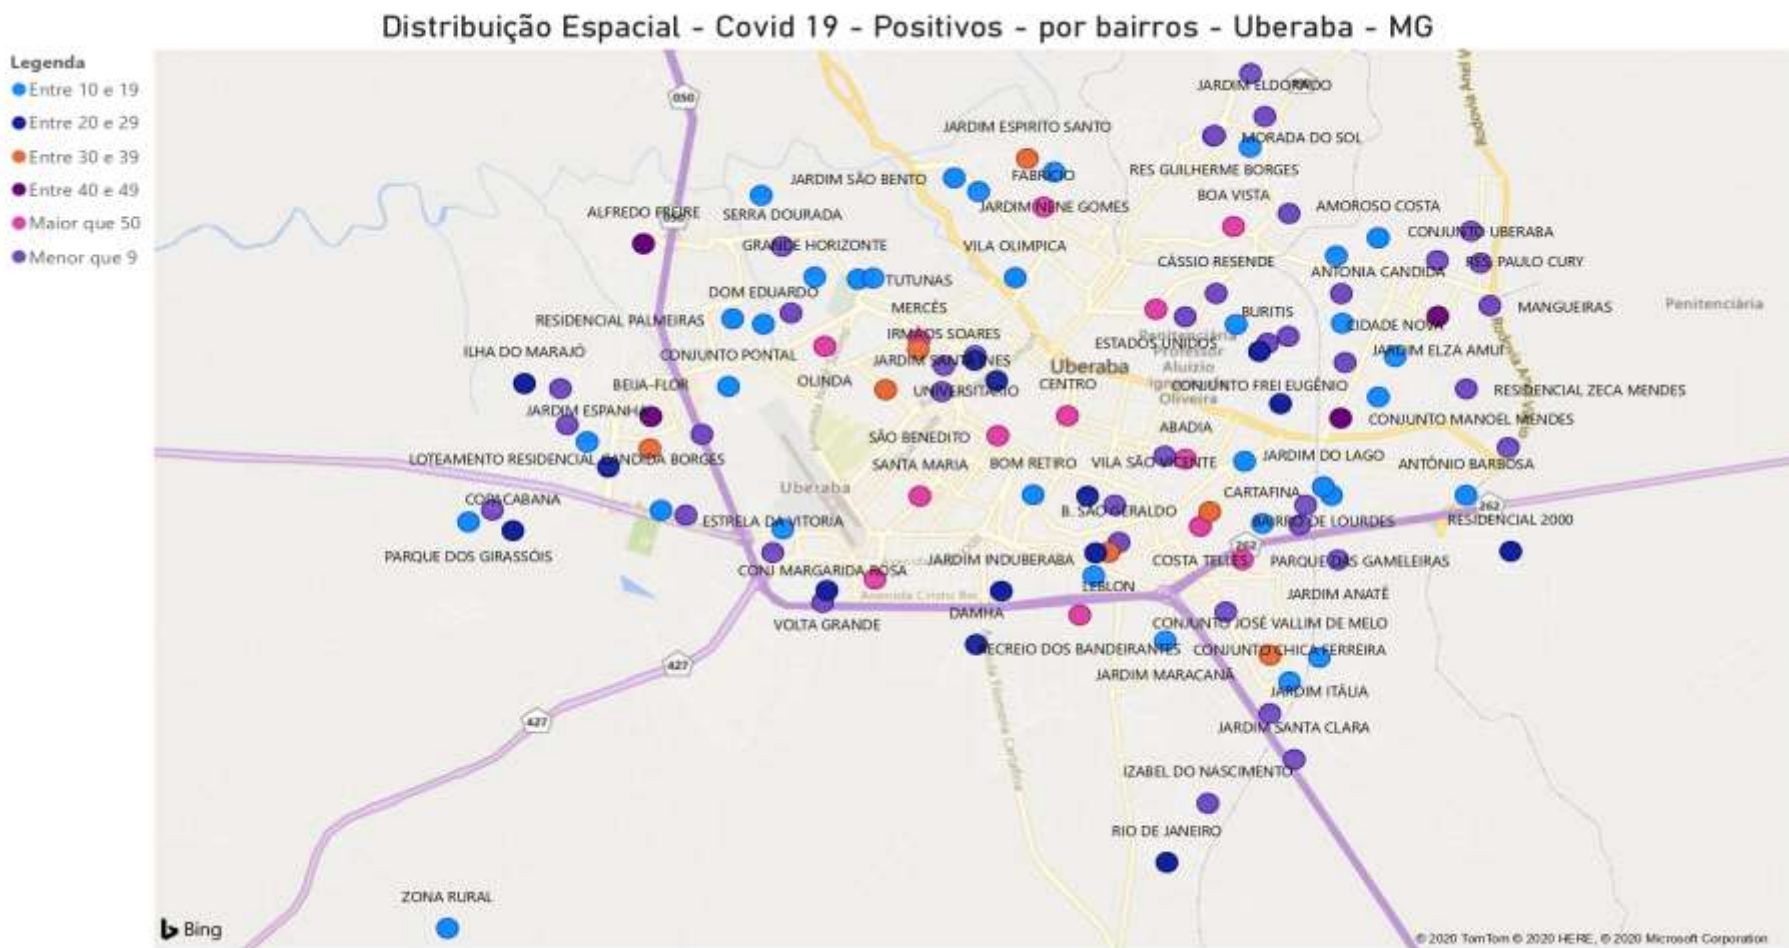 Distribuição Espacial - Covid 19 - Positivos - por bairros - Uberaba - MG
Legenda
Entre 10 e 19
Entre 20 e 29
Entre 30 e 39
Entre 40 e 49
Maior que 50
Menor que 9
050
JARDIM ELDORADO
JARDIM ESPIRITO SANTO
MORADA DO SOL
FABRICIO
RES GUILHERME BORGES
JARDIM SÃO BENTO
BOA VISTA
JARDIM NENE GOMES
AMOROSO COSTA
ALFREDO FREIRE
SERRA DOURADA
050
CONJUNTO UBERABA
GRANDE HORIZONTE
VILA OLIMPICA
CÁSSIO RESENDE
RES. PAULO CURY
ANTONIA CANDIDA
TUTUNAS
DOM EDUARDO
MERCÊS
BURITIS
MANGUEIRAS
Penitenciária
RESIDENCIAL PALMEIRAS
CIDADE NOVA
IRMÃOS SOARES
Penitenciária
Professor
Aluizio
Oliveira
ESTADOS UNIDOS
ILHA DO MARAJÓ
CONJUNTO PONTAL
JARDIM SANTA INES
JARDIM ELZA AMUI
Uberaba
BEIJA-FLOR
OLINDA
UNIVERSITARIO
CENTRO
CONJUNTO FREI EUGÊNIO
RESIDENCIAL ZECA MENDES
JARDIM ESPANHA
CONJUNTO MANOEL MENDES
SÃO BENEDITO
ABADIA
LOTEAMENTO RESIDENCIAL CANDIDA BORGES
SANTA MARIA
BOM RETIRO
VILA SÃO VICENTE
JARDIM DO LAGO
ANTÔNIO BARBOSA
Uberaba
COPACABANA
CARTAFINA
262
B. SÃO GERALDO
ESTRELA DA VITORIA
BAIRRO DE LOURDES
RESIDENCIAL 2000
262
PARQUE DOS GIRASSÓIS
JARDIM INDUBERABA
COSTA TELLES
PARQUE DAS GAMELEIRAS
CONJ MARGARIDA ROSA
LEBLON
JARDIM ANATÊ
Avenida Cristo Rei
DAMHA
VOLTA GRANDE
CONJUNTO JOSÉ VALLIM DE MELO
RECREIO DOS BANDEIRANTES
CONJUNTO CHICA FERREIRA
427
JARDIM MARACANÃ
JARDIM ITÁLIA
427
JARDIM SANTA CLARA
IZABEL DO NASCIMENTO
RIO DE JANEIRO
ZONA RURAL
Bing
© 2020 TomTom © 2020 HERE, © 2020 Microsoft Corporation